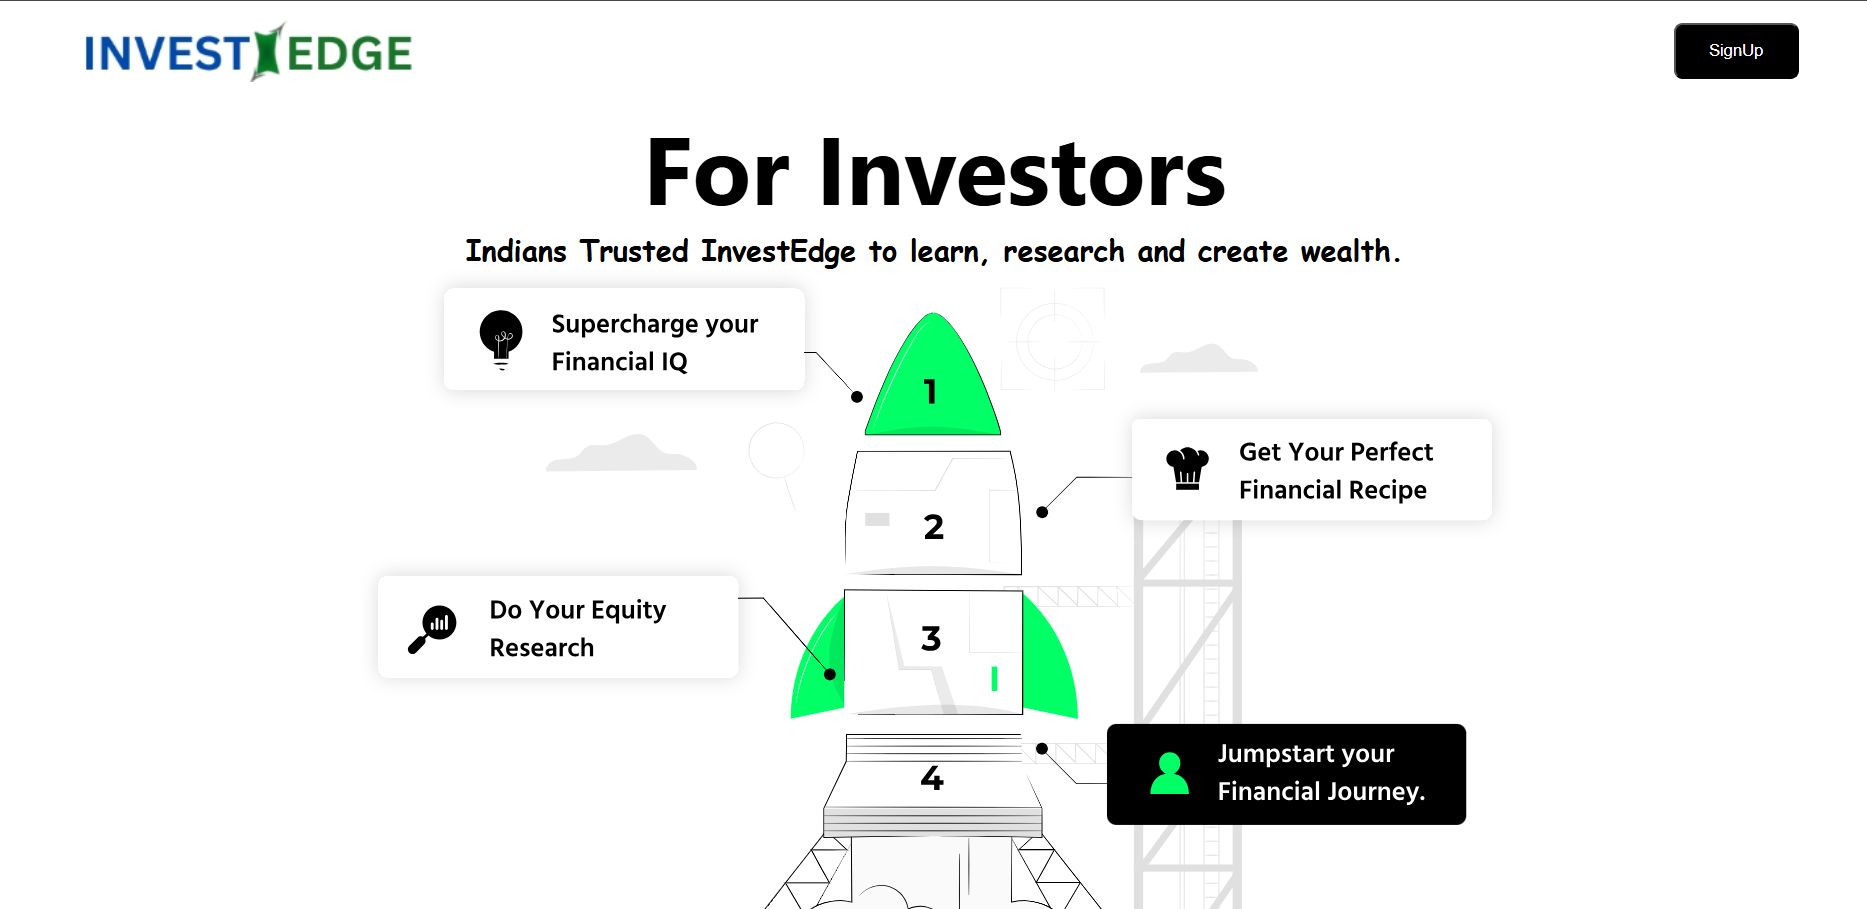 INVEST EDGE
SignUp
For Investors
Indians Trusted InvestEdge to learn, research and create wealth.
Supercharge your
Financial IQ
1
Get Your Perfect
Financial Recipe
2
Do Your Equity
Research
3
Jumpstart your
Financial Journey.
4